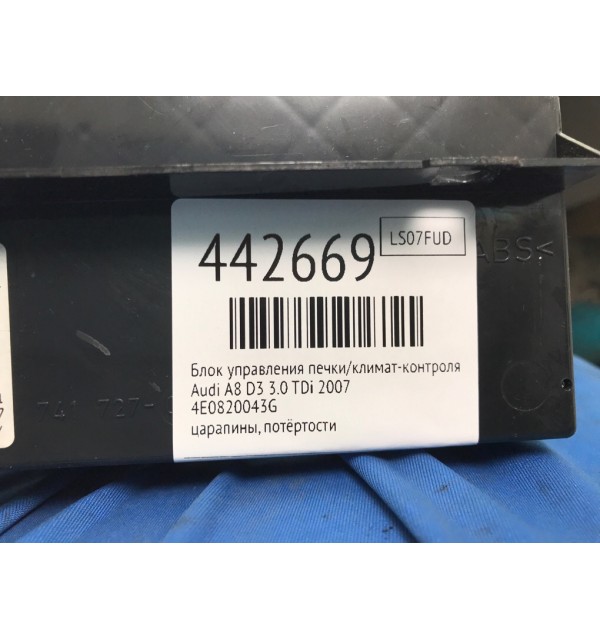 442669
LS07FUD
ABS<
Блок управления печки/климат-контроля
Audi A8 D3 3.0 TDi 2007
4E0820043G
царапины, потёртости